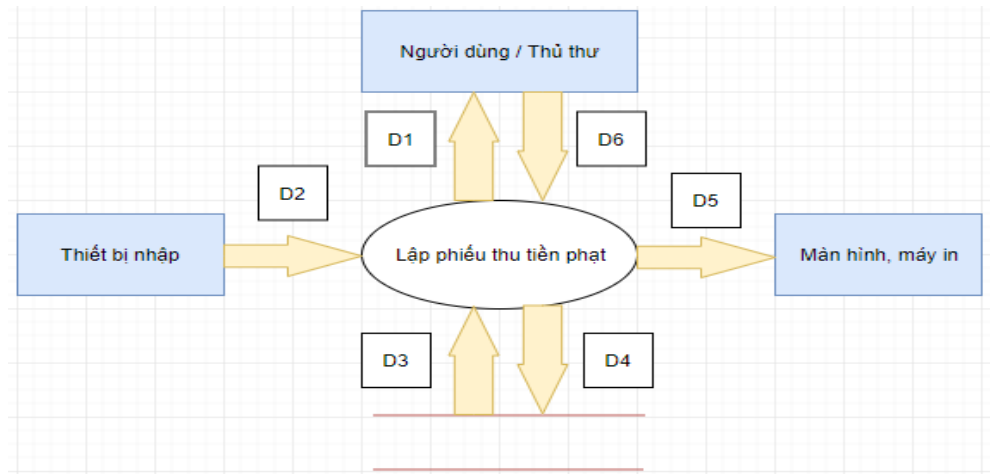 Người dùng / Thủ thư
D1
D6
D2
D5
Thiết bị nhập
Lập phiếu thu tiền phạt
Màn hình, máy in
D3
D4